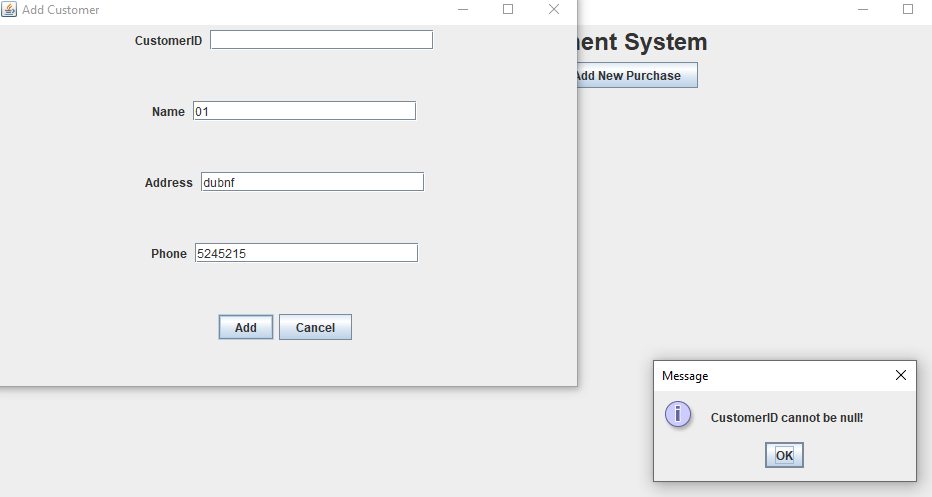 Add Customer
CustomerID
ent System
Add New Purchase
Name 01
Address dubnf
Phone 5245215
Add Cancel
Message
CustomerID cannot be null!
OK